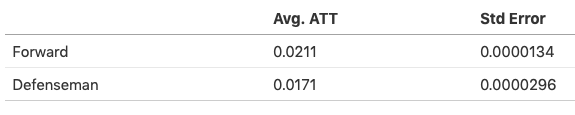 Avg. ATT Std Error
Forward 0.0211 0.0000134
Defenseman 0.0171 0.0000296